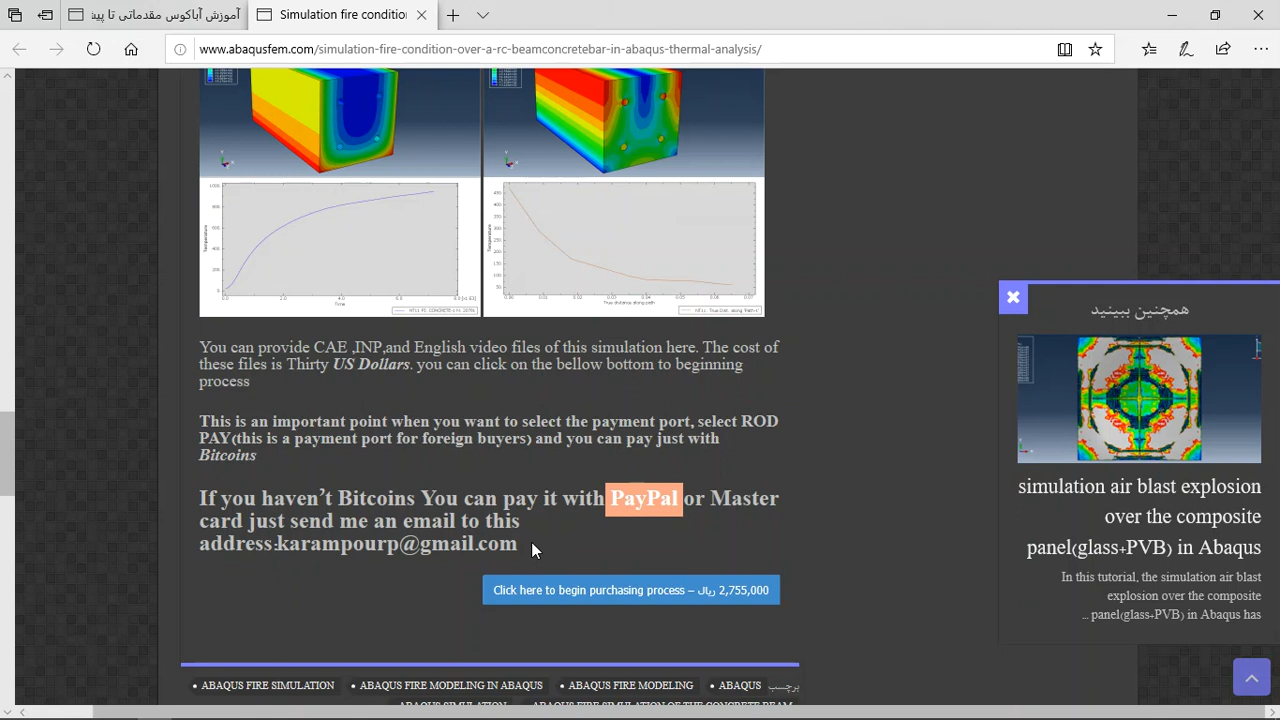 آموزش آباکوس مقدماتی تا پیش
Simulation fire condition
www.abaqusfem.com/simulation-fire-condition-over-a-rc-beamconcretebar-in-abaqus-thermal-analysis/
You can provide CAE ,INP,and English video files of this simulation here. The cost of
these files is Thirty US Dollars. you can click on the bellow bottom to beginning
process
This is an important point when you want to select the payment port, select ROD
PAY(this is a payment port for foreign buyers) and you can pay just with
Bitcoins
If you haven't Bitcoins You can pay it with PayPal or Master
card just send me an email to this
address:karampourp@gmail.com
Click here to begin purchasing process – 2,755,000 ریال
همچنین ببینید
simulation air blast explosion
over the composite
panel(glass+PVB) in Abaqus
In this tutorial, the simulation air blast
explosion over the composite
... panel(glass+PVB) in Abaqus has
• ABAQUS FIRE SIMULATION • ABAQUS FIRE MODELING IN ABAQUS • ABAQUS FIRE MODELING • ABAQUS برچسب